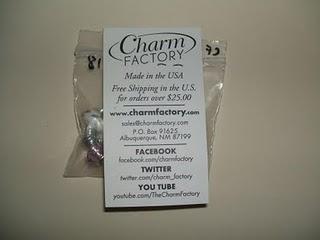 Charm
FACTORY
Made in the USA
Free Shipping in the U.S.
for orders over $25.00
www.charmfactory.com
sales@charmfactory.com
P.O. Box 91625
Albuquerque, NM 87199
FACEBOOK
facebook.com/charmfactory
TWITTER
twitter.com/charm_factory
YOU TUBE
youtube.com/TheCharmFactory